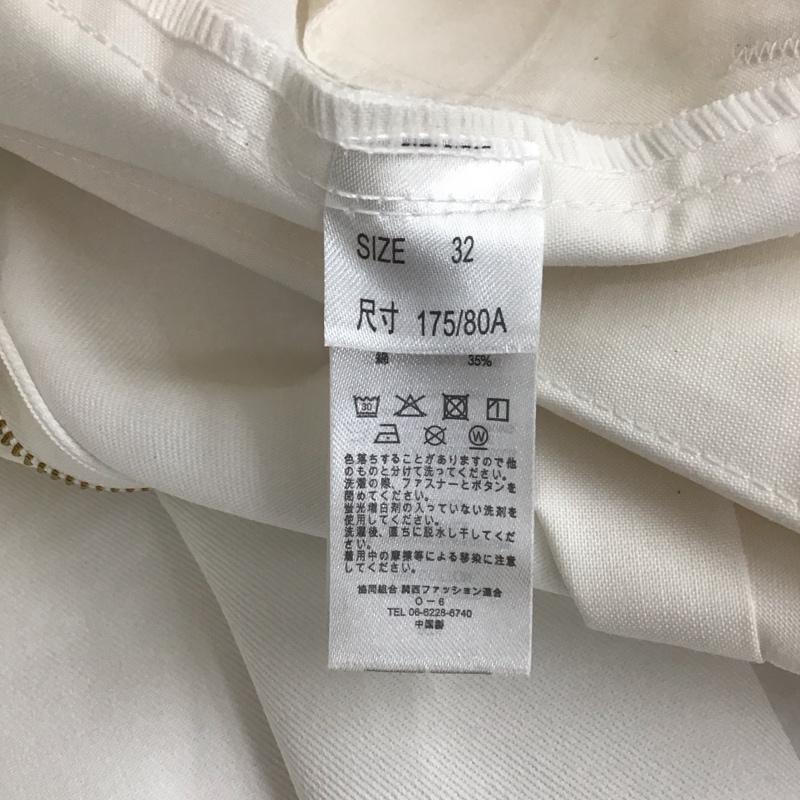 SIZE 32
尺寸 175/80A
綿 35%
30
W
色落ちすることがありますので他
のものと分けて洗ってください。
洗濯の際、ファスナーとボタンを
閉めてください。
蛍光増白剤の入っていない洗剤を
使用してください。
洗濯後、直ちに脱水し干してくだ
さい。
着用中の摩擦等による移染に注意
してください。
協同組合 関西ファッション連合
O－6
TEL 06-6228-6740
中国製